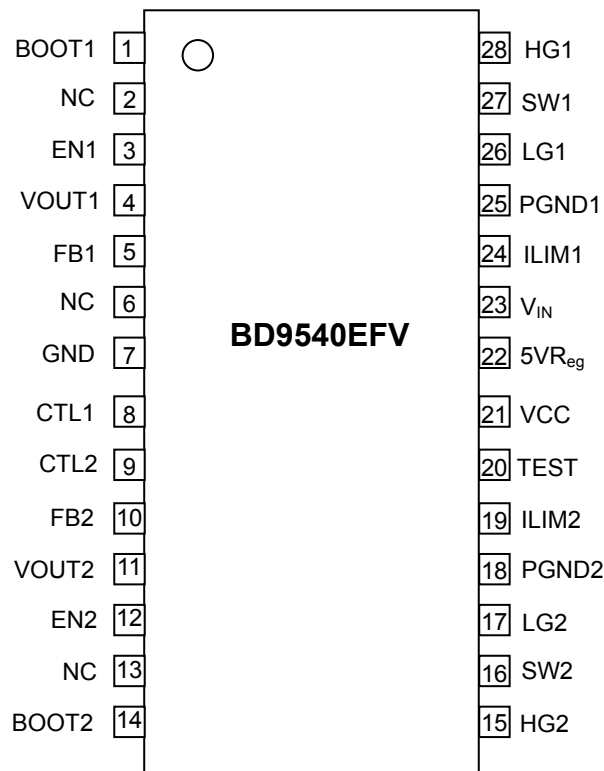 BOOT1 1 28 HG1
NC 2 27 SW1
EN1 3 26 LG1
VOUT1 4 25 PGND1
FB1 5 24 ILIM1
NC 6 23 VIN
BD9540EFV
GND 7 22 5VReg
CTL1 8 21 VCC
CTL2 9 20 TEST
FB2 10 19 ILIM2
VOUT2 11 18 PGND2
EN2 12 17 LG2
NC 13 16 SW2
BOOT2 14 15 HG2